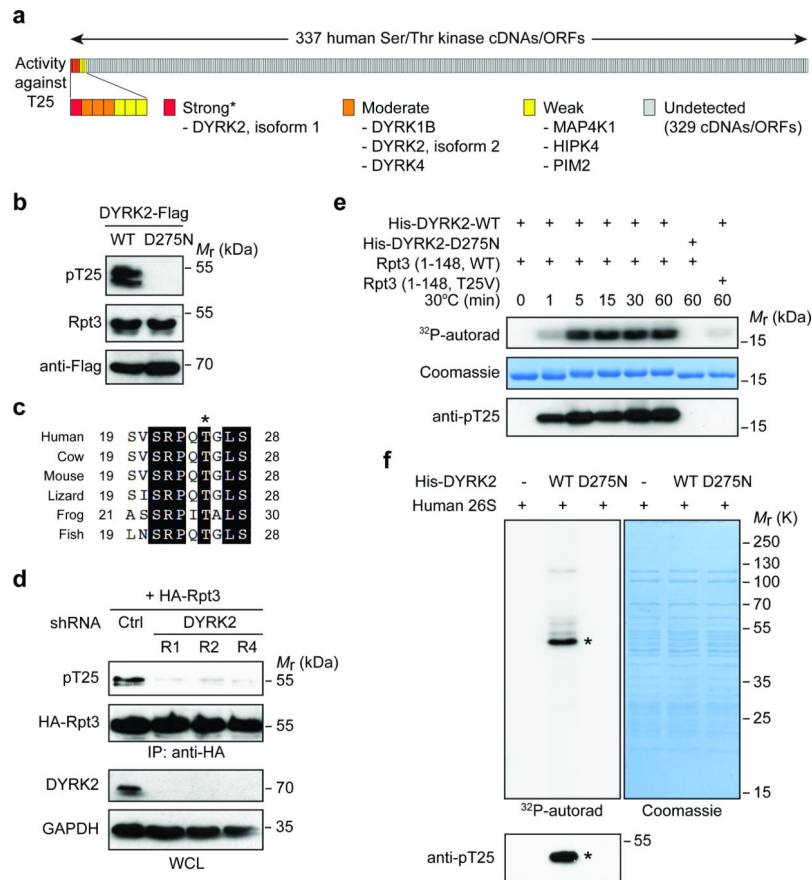 a
337 human Ser/Thr kinase cDNAs/ORFs
Activity
against
T25
Strong*
- DYRK2, isoform 1
Moderate
- DYRK1B
- DYRK2, isoform 2
- DYRK4
Weak
- MAP4K1
- HIPK4
- PIM2
Undetected
(329 cDNAs/ORFs)
b
DYRK2-Flag
WT D275N
Mr (kDa)
pT25
- 55
Rpt3
- 55
anti-Flag
- 70
c
*
Human 19 SVSRPQTGLS 28
Cow 19 SVSRPQTGLS 28
Mouse 19 SVSRPQTGLS 28
Lizard 19 SISRPQTGLS 28
Frog 21 ASSRPITALS 30
Fish 19 LNSRPQTGLS 28
d
+ HA-Rpt3
shRNA Ctrl DYRK2
R1 R2 R4
Mr (kDa)
pT25 - 55
HA-Rpt3 - 55
IP: anti-HA
DYRK2 - 70
GAPDH - 35
WCL
e
His-DYRK2-WT + + + + + + +
His-DYRK2-D275N +
Rpt3 (1-148, WT) + + + + + + +
Rpt3 (1-148, T25V) +
30ºC (min) 0 1 5 15 30 60 60 60
Mr (kDa)
³²P-autorad - 15
Coomassie - 15
anti-pT25 - 15
f
His-DYRK2 - WT D275N - WT D275N
Human 26S + + + + + +
Mr (K)
- 250
- 130
- 100
- 70
- 55
*
- 35
- 25
- 15
³²P-autorad Coomassie
- 55
anti-pT25 *